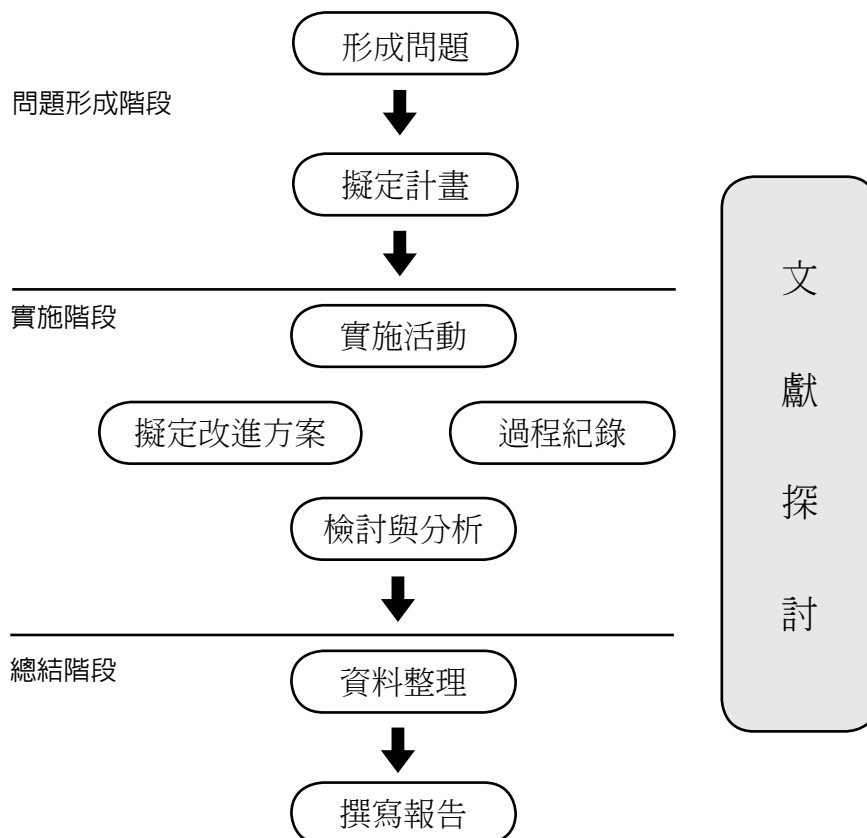 形成問題
問題形成階段
擬定計畫
實施階段
實施活動
擬定改進方案
過程紀錄
檢討與分析
總結階段
資料整理
撰寫報告
文
獻
探
討